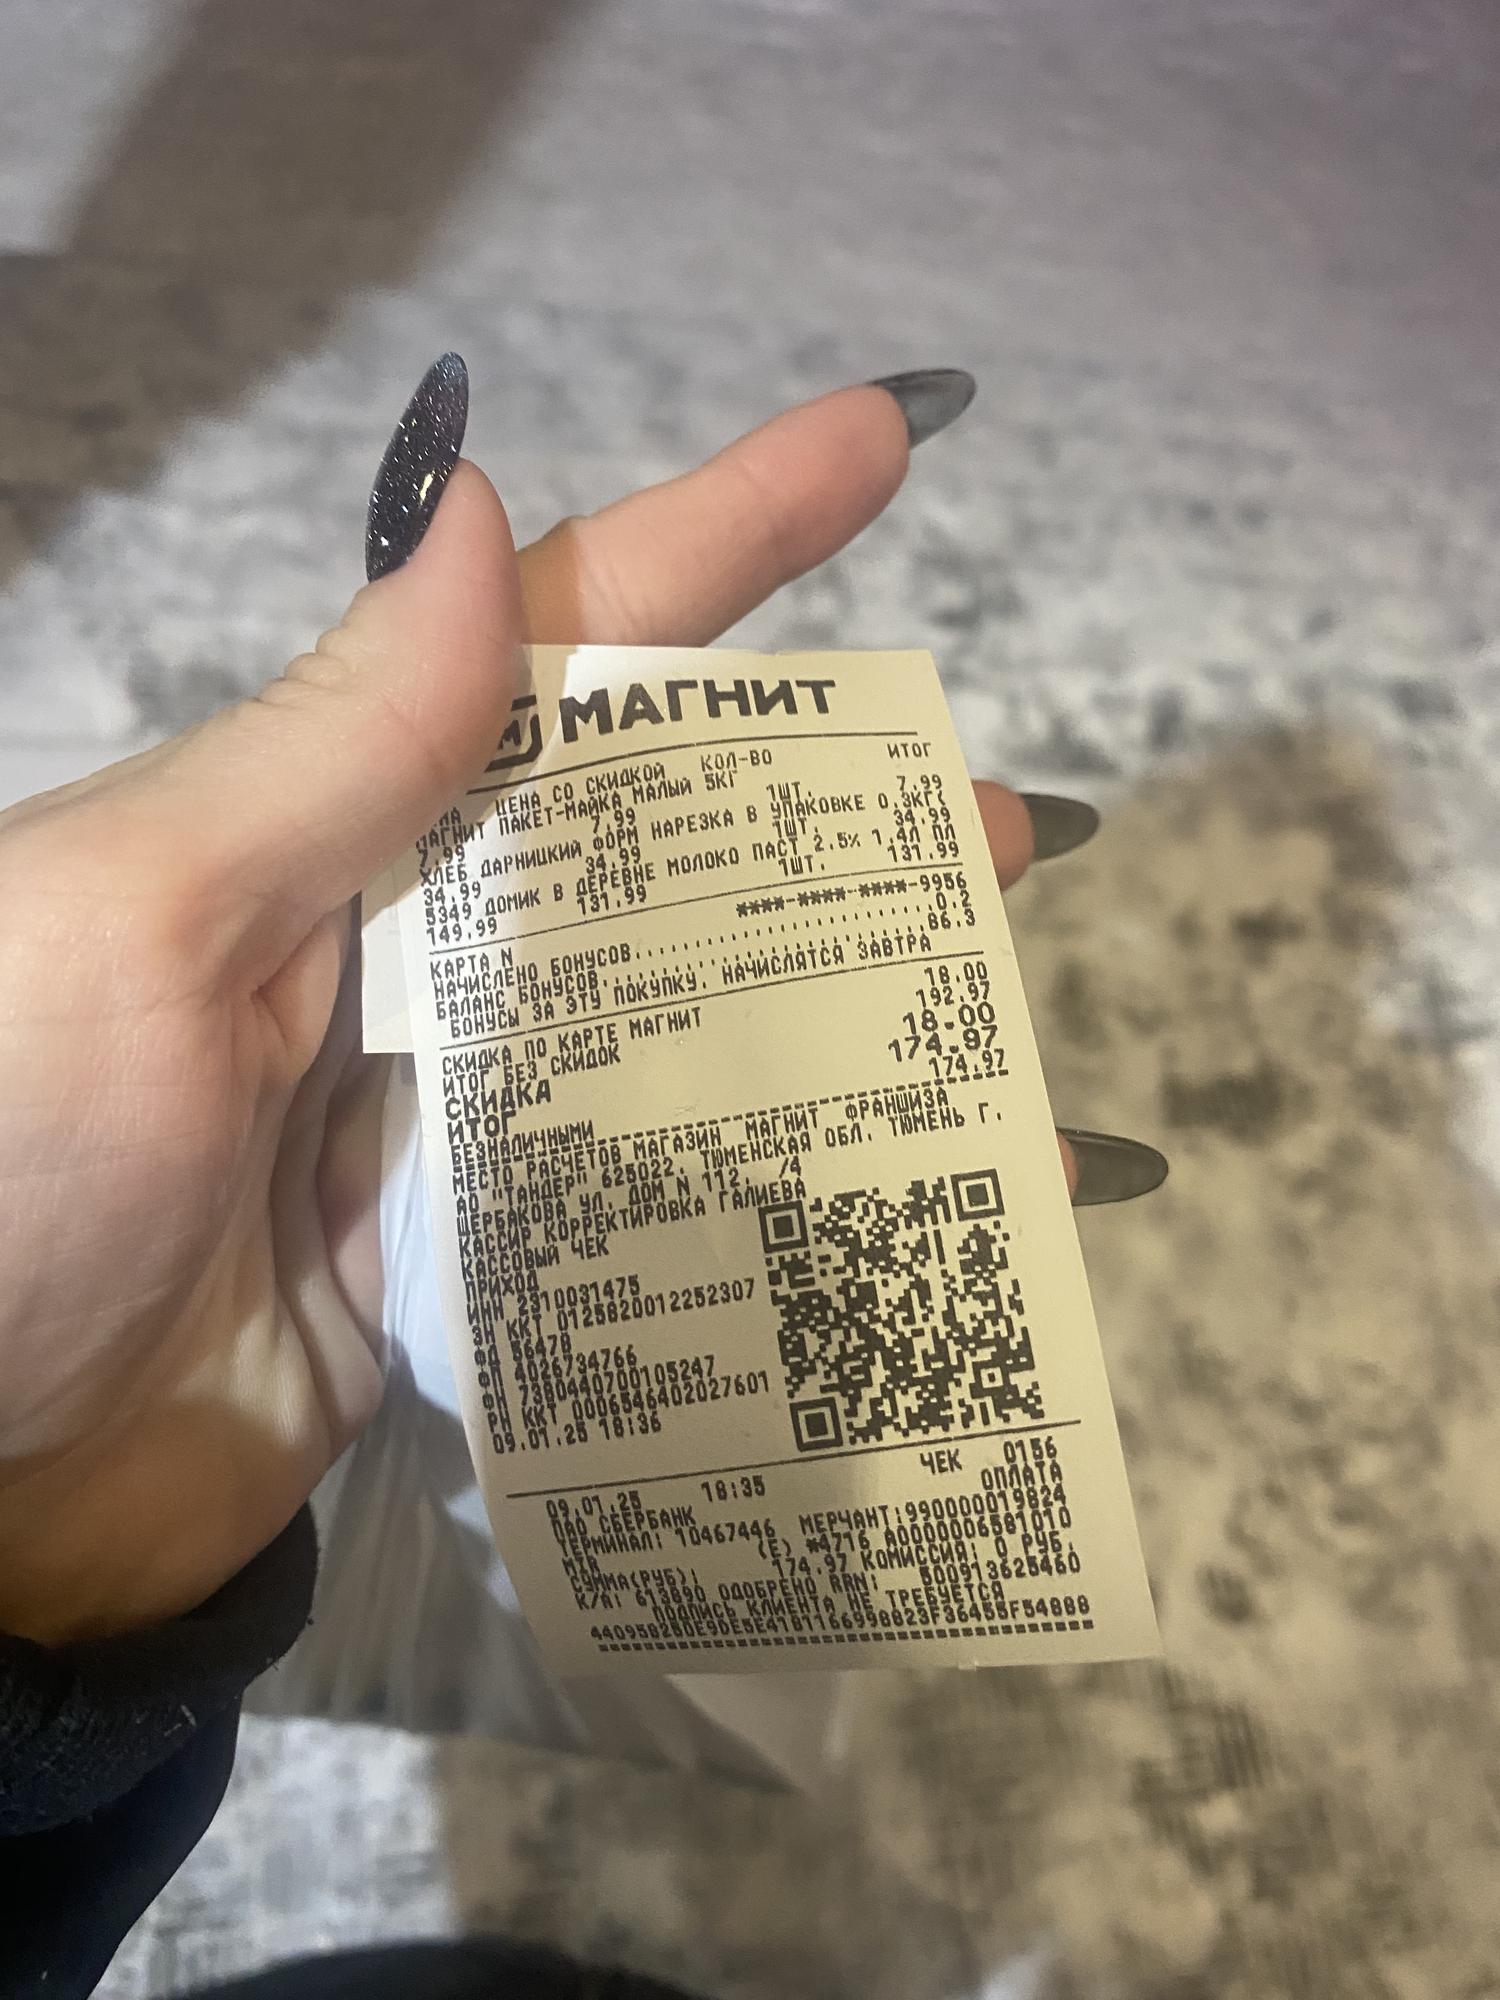 МАГНИТ
ЦЕНА СО СКИДКОЙ КОЛ-ВО ИТОГ
МАГНИТ ПАКЕТ-МАЙКА МАЛЫЙ 5КГ
7.99 7.99 1ШТ. 7.99
ХЛЕБ ДАРНИЦКИЙ ФОРМ НАРЕЗКА В УПАКОВКЕ 0.3КГ(
34.99 34.99 1ШТ. 34.99
5349 ДОМИК В ДЕРЕВНЕ МОЛОКО ПАСТ 2.5% 1.4Л ПЛ
149.99 131.99 1ШТ. 131.99
КАРТА N ****-****-****-9956
НАЧИСЛЕНО БОНУСОВ..............................0.2
БАЛАНС БОНУСОВ..............................86.3
БОНУСЫ ЗА ЭТУ ПОКУПКУ. НАЧИСЛЯТСЯ ЗАВТРА
СКИДКА ПО КАРТЕ МАГНИТ 18.00
ИТОГ БЕЗ СКИДОК 192.97
СКИДКА 18.00
ИТОГ 174.97
БЕЗНАЛИЧНЫМИ 174.97
МЕСТО РАСЧЕТОВ МАГАЗИН МАГНИТ ФРАНШИЗА
АО "ТАНДЕР" 625022, ТЮМЕНСКАЯ ОБЛ. ТЮМЕНЬ Г.
ЩЕРБАКОВА УЛ. ДОМ N 112, /4
КАССИР КОРРЕКТИРОВКА ГАЛИЕВА
КАССОВЫЙ ЧЕК
ПРИХОД
ИНН 2310031475
ЗН ККТ 0125820012252307
ФД 56478
ФП 4026734766
ФН 7380440700105247
РН ККТ 0006546402027601
09.01.25 18:36
ЧЕК 0156
09.01.25 18:35 ОПЛАТА
ПАО СБЕРБАНК
ТЕРМИНАЛ: 10467446 МЕРЧАНТ:990000019824
MIR (E) *4716 A0000006581010
СУММА(РУБ): 174.97 КОМИССИЯ: 0 РУБ.
К/А: 613890 ОДОБРЕНО RRN: 500913625460
ПОДПИСЬ КЛИЕНТА НЕ ТРЕБУЕТСЯ